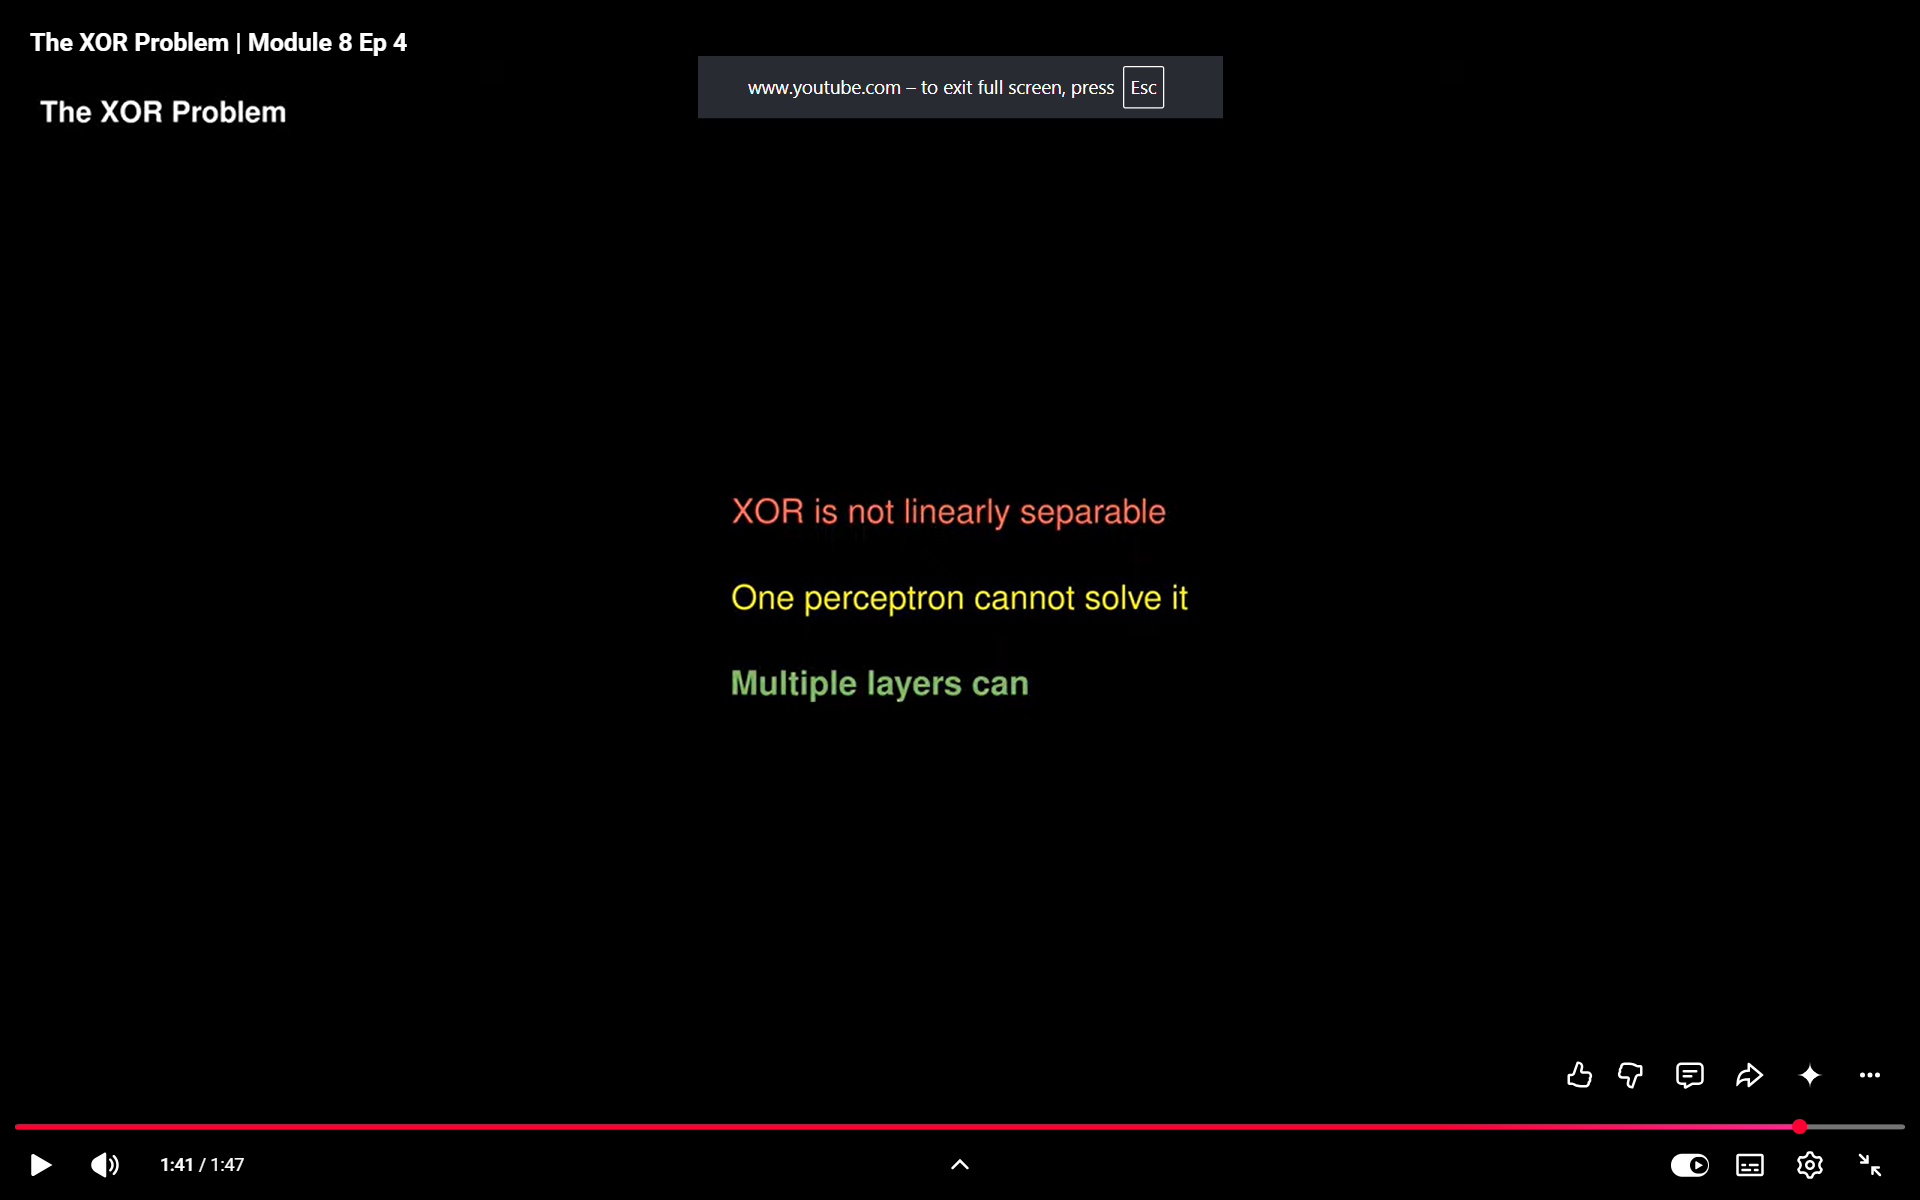 The XOR Problem | Module 8 Ep 4
www.youtube.com – to exit full screen, press Esc
The XOR Problem
XOR is not linearly separable
One perceptron cannot solve it
Multiple layers can
1:41 / 1:47